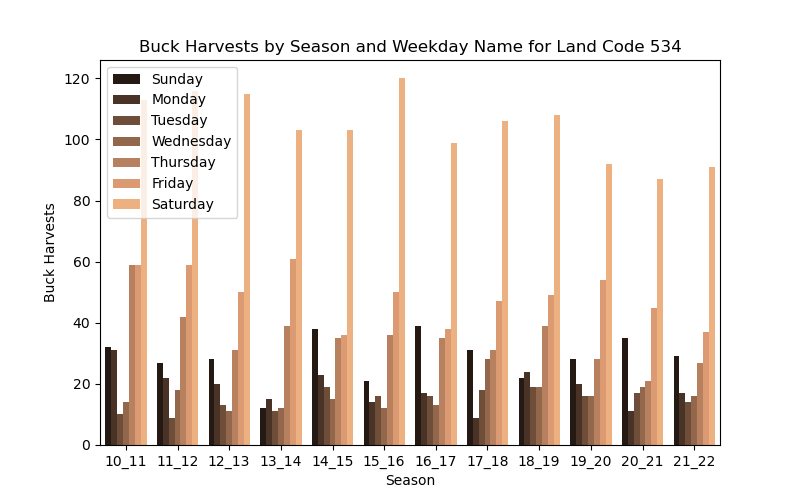 Buck Harvests by Season and Weekday Name for Land Code 534
Sunday
Monday
Tuesday
Wednesday
Thursday
Friday
Saturday
120
100
80
60
40
20
0
Buck Harvests
10_11 11_12 12_13 13_14 14_15 15_16 16_17 17_18 18_19 19_20 20_21 21_22
Season